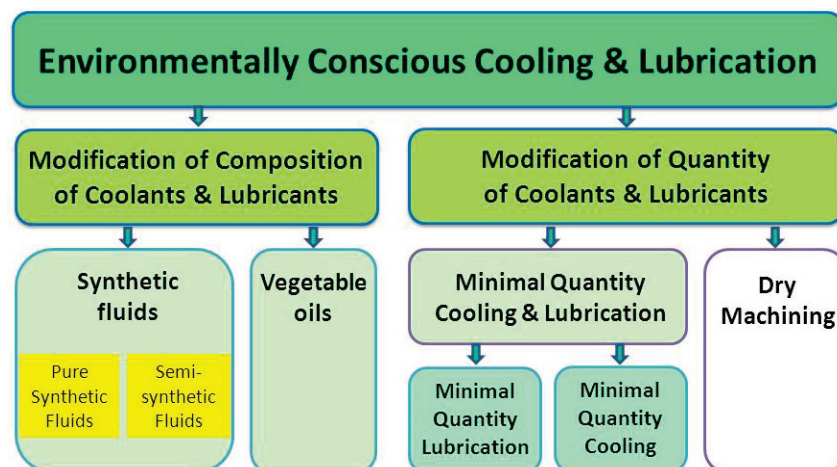 Environmentally Conscious Cooling & Lubrication
Modification of Composition
of Coolants & Lubricants
Modification of Quantity
of Coolants & Lubricants
Synthetic
fluids
Pure
Synthetic
Fluids
Semi-
synthetic
Fluids
Vegetable
oils
Minimal Quantity
Cooling & Lubrication
Minimal
Quantity
Lubrication
Minimal
Quantity
Cooling
Dry
Machining